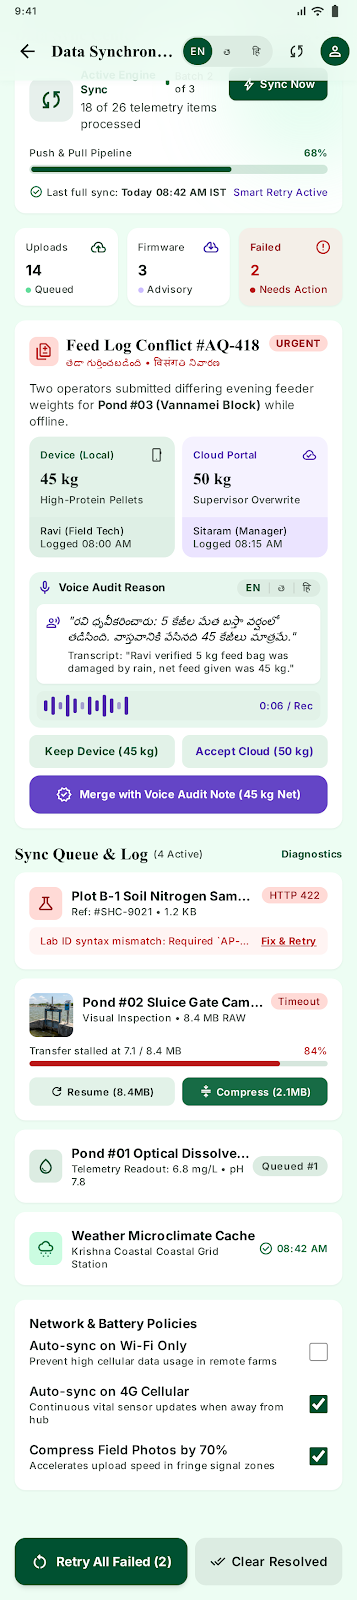 9:41
Data Synchron...
EN
త
हि
Active Engine
Sync
Batch 2
of 3
18 of 26 telemetry items
processed
Sync Now
Push & Pull Pipeline
68%
Last full sync: Today 08:42 AM IST
Smart Retry Active
Uploads
14
Queued
Firmware
3
Advisory
Failed
2
Needs Action
Feed Log Conflict #AQ-418
URGENT
తేడా గుర్తించబడింది • विसंगति निवारण
Two operators submitted differing evening feeder
weights for Pond #03 (Vannamei Block) while
offline.
Device (Local)
45 kg
High-Protein Pellets
Ravi (Field Tech)
Logged 08:00 AM
Cloud Portal
50 kg
Supervisor Overwrite
Sitaram (Manager)
Logged 08:15 AM
Voice Audit Reason
EN
త
हि
"రవి ధృవీకరించారు: 5 కేజీల మేత బస్తా వర్షంలో
తడిసింది. వాస్తవానికి వేసినది 45 కేజీలు మాత్రమే."
Transcript: "Ravi verified 5 kg feed bag was
damaged by rain, net feed given was 45 kg."
0:06 / Rec
Keep Device (45 kg)
Accept Cloud (50 kg)
Merge with Voice Audit Note (45 kg Net)
Sync Queue & Log (4 Active)
Diagnostics
Plot B-1 Soil Nitrogen Sam...
HTTP 422
Ref: #SHC-9021 • 1.2 KB
Lab ID syntax mismatch: Required `AP-...
Fix & Retry
Pond #02 Sluice Gate Cam...
Timeout
Visual Inspection • 8.4 MB RAW
Transfer stalled at 7.1 / 8.4 MB
84%
Resume (8.4MB)
Compress (2.1MB)
Pond #01 Optical Dissolve...
Telemetry Readout: 6.8 mg/L • pH
7.8
Queued #1
Weather Microclimate Cache
Krishna Coastal Coastal Grid
Station
08:42 AM
Network & Battery Policies
Auto-sync on Wi-Fi Only
Prevent high cellular data usage in remote farms
Auto-sync on 4G Cellular
Continuous vital sensor updates when away from
hub
Compress Field Photos by 70%
Accelerates upload speed in fringe signal zones
Retry All Failed (2)
Clear Resolved